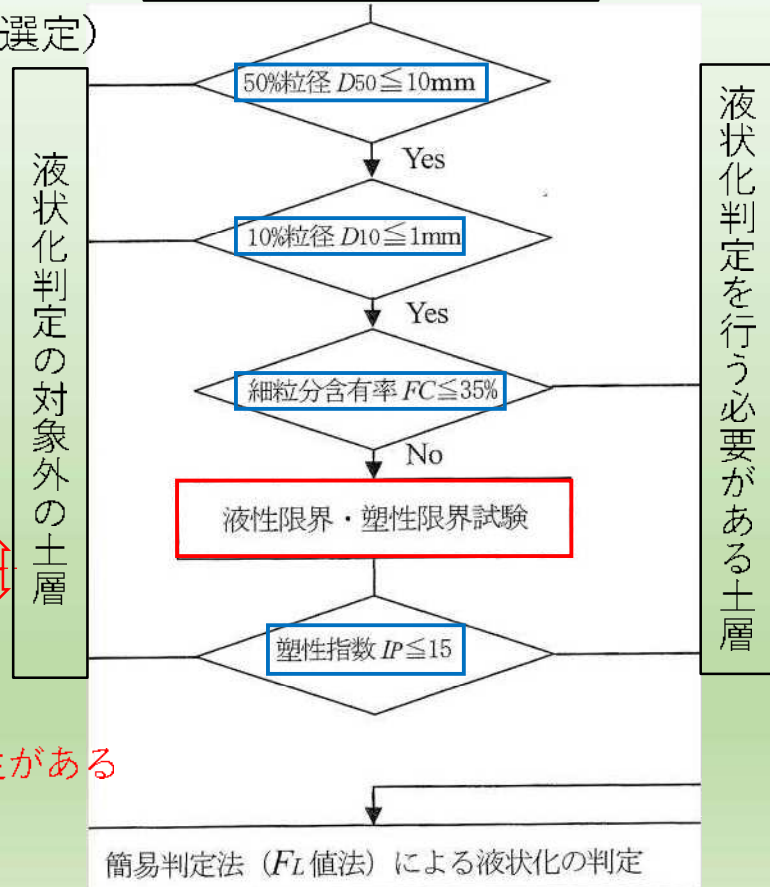 選定)
50%粒径 D50≦10mm
Yes
10%粒径 D10≦1mm
Yes
細粒分含有率 FC≦35%
No
液性限界・塑性限界試験
塑性指数 IP≦15
液状化判定の対象外の土層
液状化判定を行う必要がある土層
がある
簡易判定法 (FL値法) による液状化の判定